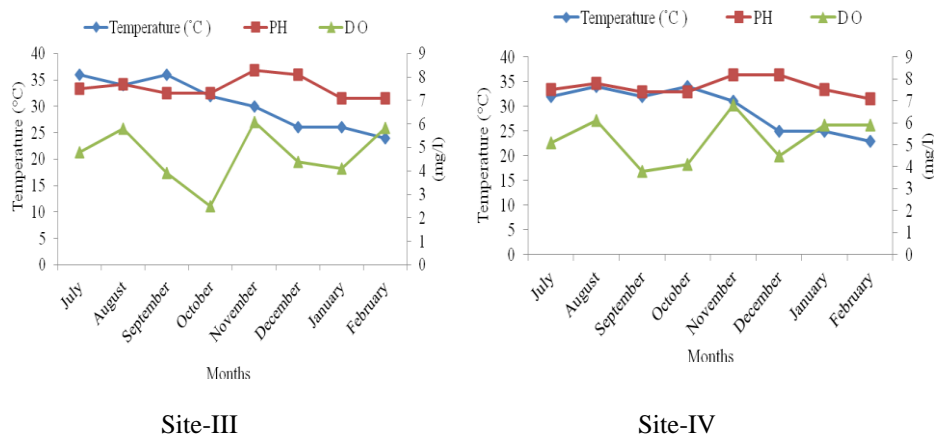 Temperature (˚C ) PH D O
40 35 30 25 20 15 10 5 0
Temperature (°C)
9 8 7 6 5 4 3 2 1 0
(mg/l)
July August September October November December January February
Months
Site-III
Temperature (˚C ) PH D O
40 35 30 25 20 15 10 5 0
Temperature (°C)
9 8 7 6 5 4 3 2 1 0
(mg/l)
July August September October November December January February
Months
Site-IV